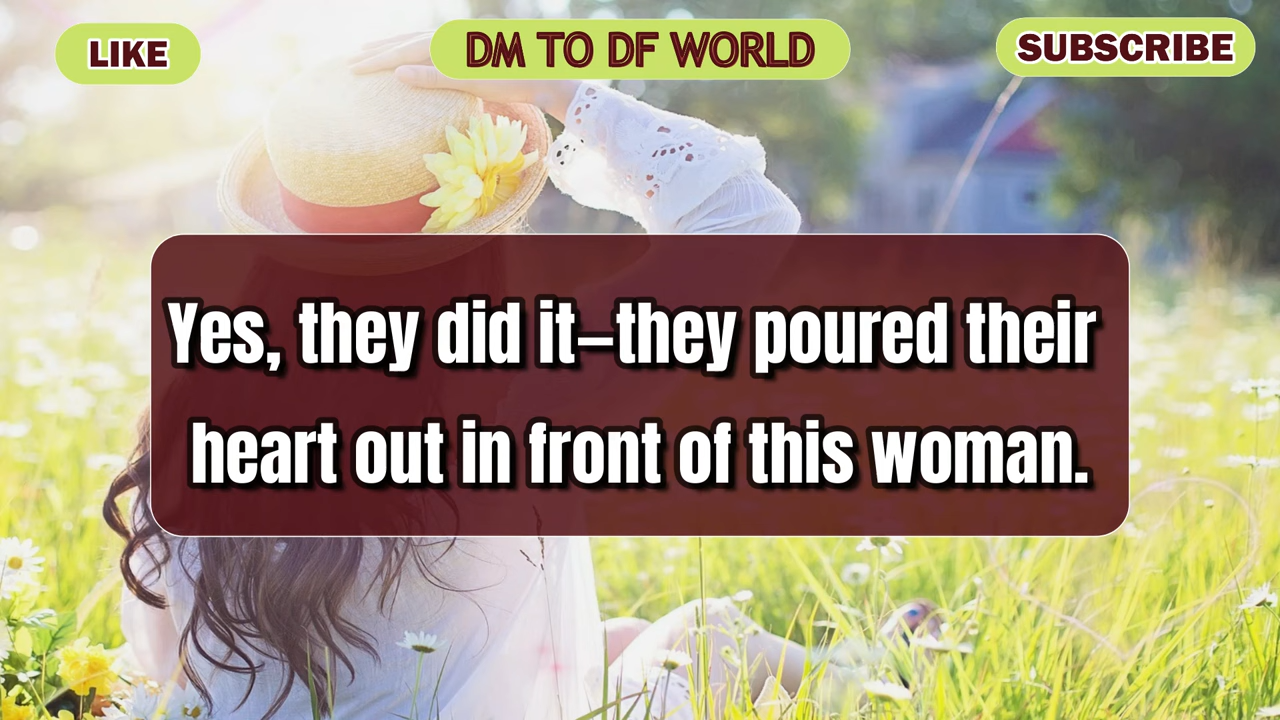 LIKE
DM TO DF WORLD
SUBSCRIBE
Yes, they did it–they poured their
heart out in front of this woman.